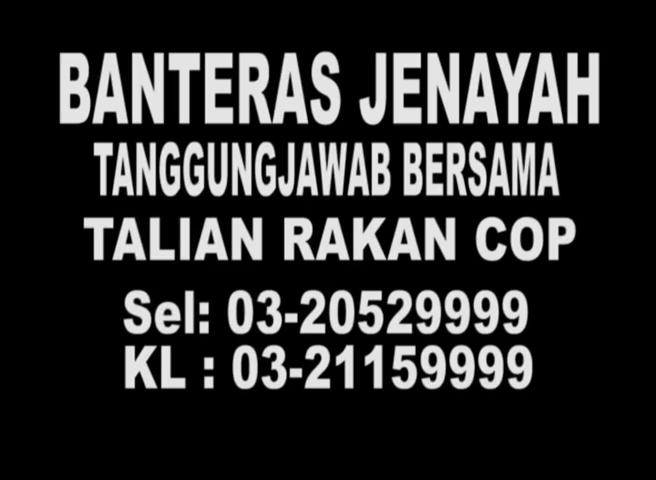 BANTERAS JENAYAH
TANGGUNGJAWAB BERSAMA
TALIAN RAKAN COP
Sel: 03-20529999
KL : 03-21159999